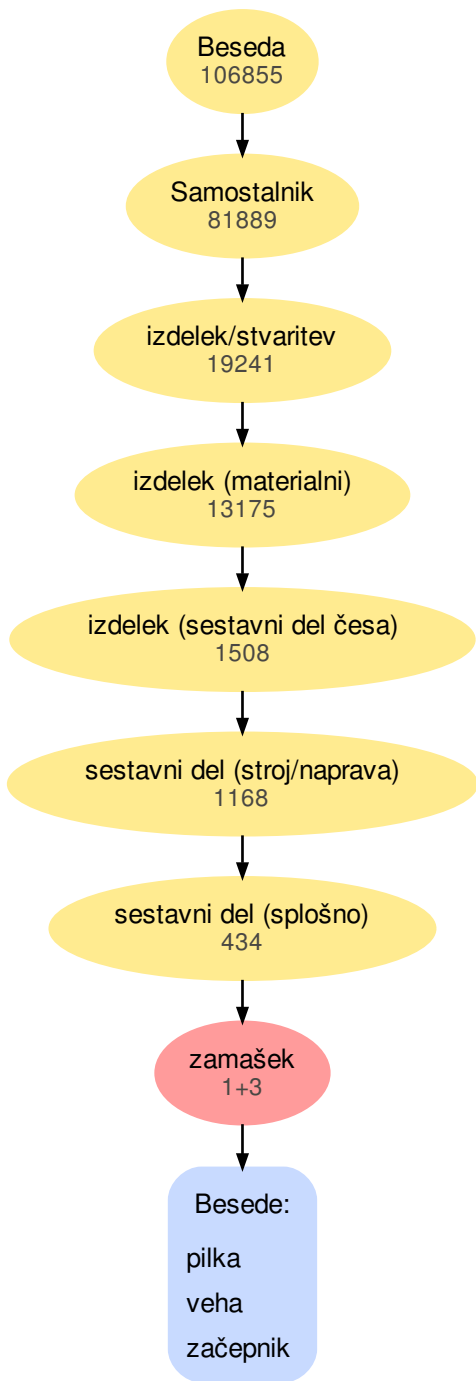 Beseda
106855
Samostalnik
81889
izdelek/stvaritev
19241
izdelek (materialni)
13175
izdelek (sestavni del česa)
1508
sestavni del (stroj/naprava)
1168
sestavni del (splošno)
434
zamašek
1+3
Besede:
pilka
veha
začepnik